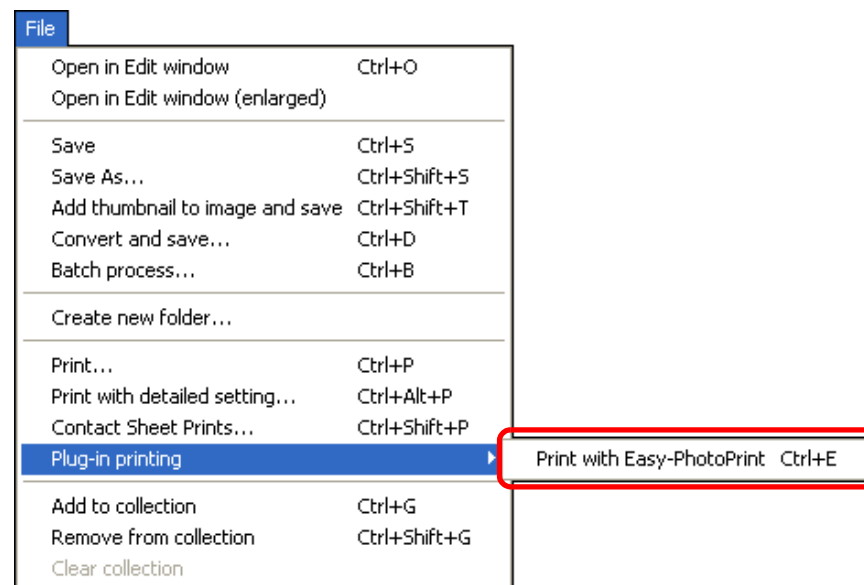 File
Open in Edit window Ctrl+O
Open in Edit window (enlarged)
Save Ctrl+S
Save As... Ctrl+Shift+S
Add thumbnail to image and save Ctrl+Shift+T
Convert and save... Ctrl+D
Batch process... Ctrl+B
Create new folder...
Print... Ctrl+P
Print with detailed setting... Ctrl+Alt+P
Contact Sheet Prints... Ctrl+Shift+P
Plug-in printing Print with Easy-PhotoPrint Ctrl+E
Add to collection Ctrl+G
Remove from collection Ctrl+Shift+G
Clear collection